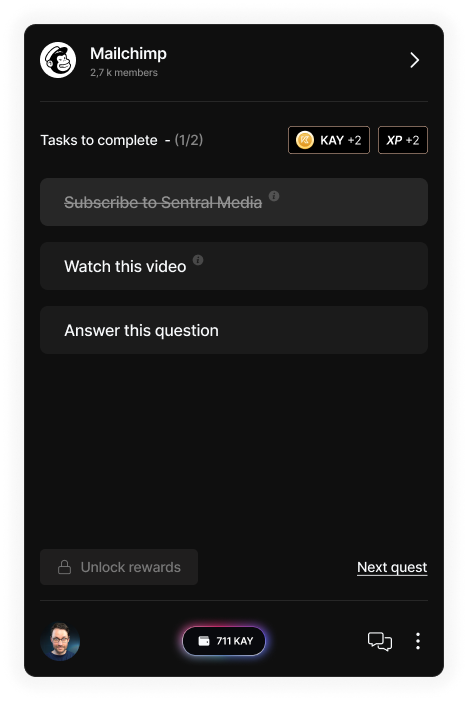 Mailchimp
2,7 k members
Tasks to complete - (1/2)
KAY +2
XP +2
Subscribe to Sentral Media
Watch this video
Answer this question
Unlock rewards
Next quest
711 KAY